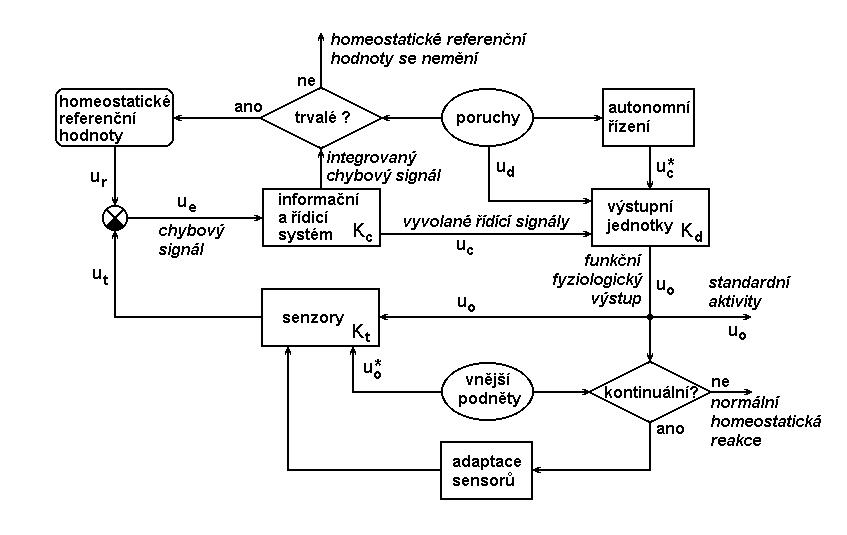 homeostatické referenční
hodnoty se nemění
ne
homeostatické
referenční
hodnoty
ano
trvalé ?
poruchy
autonomní
řízení
integrovaný
chybový signál
u_d
u_c*
u_r
u_e
chybový
signál
informační
a řídicí
systém
K_c
vyvolané řídící signály
u_c
výstupní
jednotky
K_d
u_t
funkční
fyziologický
výstup
u_o
standardní
aktivity
u_o
senzory
K_t
u_o
u_o*
vnější
podněty
kontinuální?
ne
normální
homeostatická
reakce
ano
adaptace
sensorů